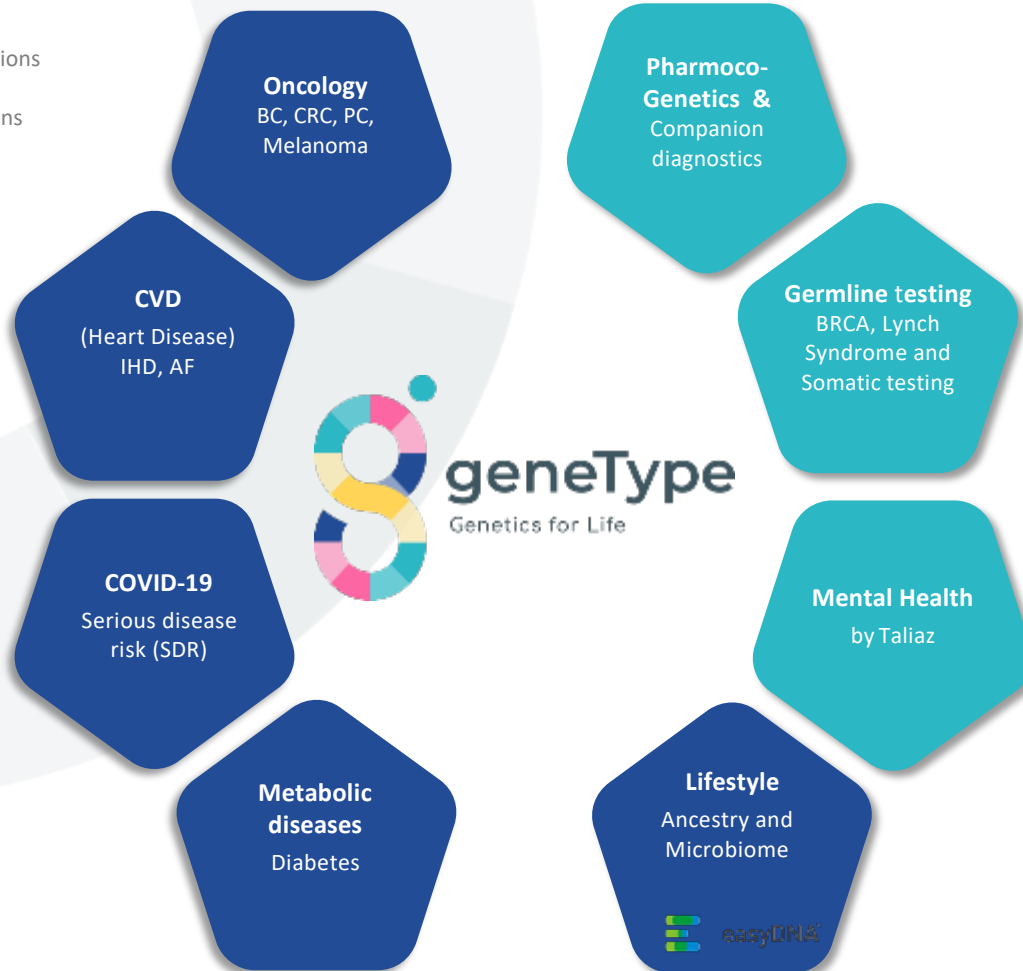 ions
ns
Oncology
BC, CRC, PC,
Melanoma
Pharmoco-
Genetics &
Companion
diagnostics
CVD
(Heart Disease)
IHD, AF
Germline testing
BRCA, Lynch
Syndrome and
Somatic testing
geneType
Genetics for Life
COVID-19
Serious disease
risk (SDR)
Mental Health
by Taliaz
Metabolic
diseases
Diabetes
Lifestyle
Ancestry and
Microbiome
easyDNA